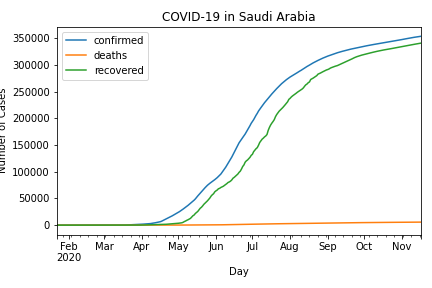 COVID-19 in Saudi Arabia
confirmed
deaths
recovered
Number of Cases
350000
300000
250000
200000
150000
100000
50000
0
Feb Mar Apr May Jun Jul Aug Sep Oct Nov
2020
Day